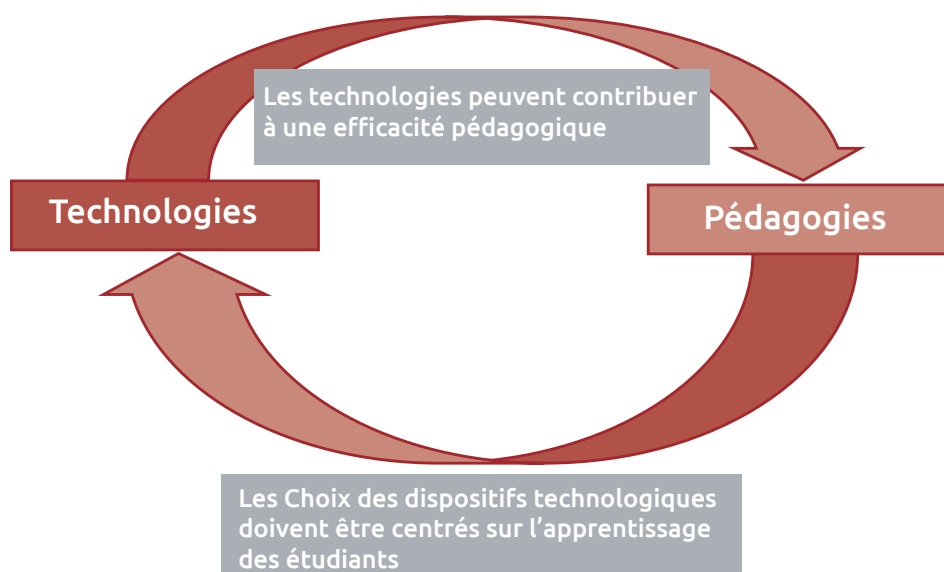 Les technologies peuvent contribuer
à une efficacité pédagogique
Technologies
Pédagogies
Les Choix des dispositifs technologiques
doivent être centrés sur l’apprentissage
des étudiants